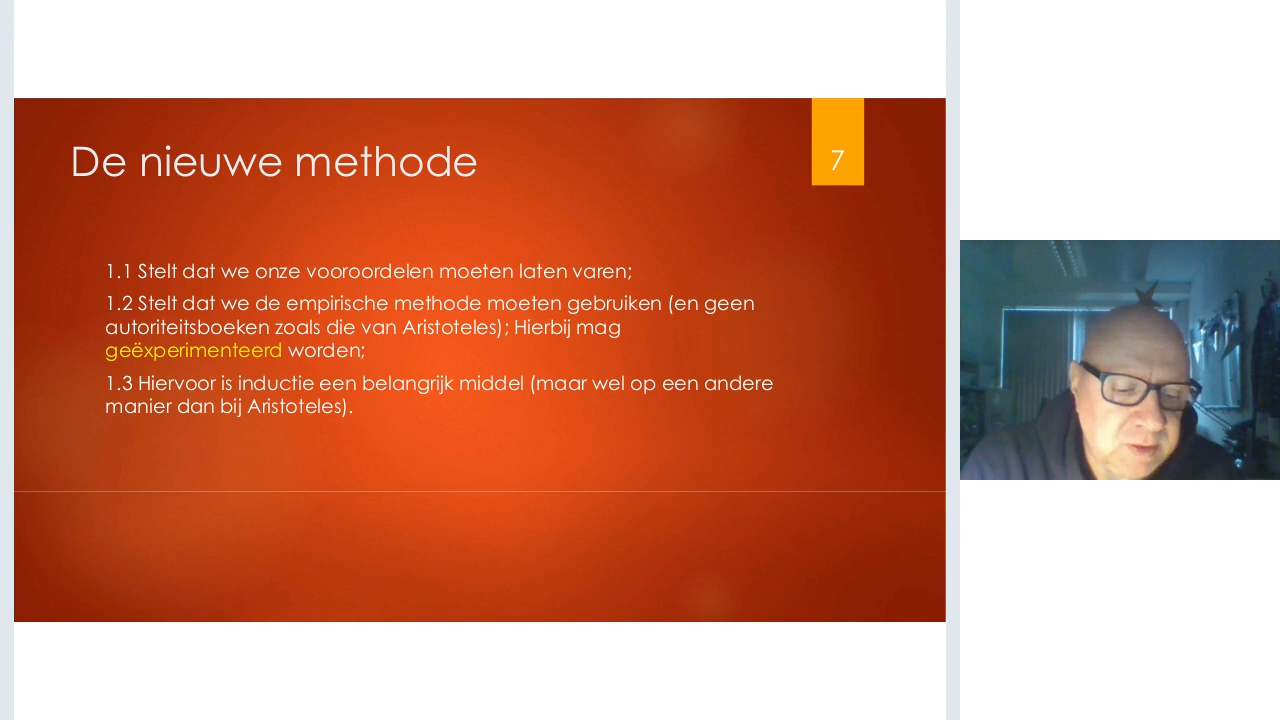 De nieuwe methode
7
1.1 Stelt dat we onze vooroordelen moeten laten varen;
1.2 Stelt dat we de empirische methode moeten gebruiken (en geen
autoriteitsboeken zoals die van Aristoteles); Hierbij mag
geëxperimenteerd worden;
1.3 Hiervoor is inductie een belangrijk middel (maar wel op een andere
manier dan bij Aristoteles).